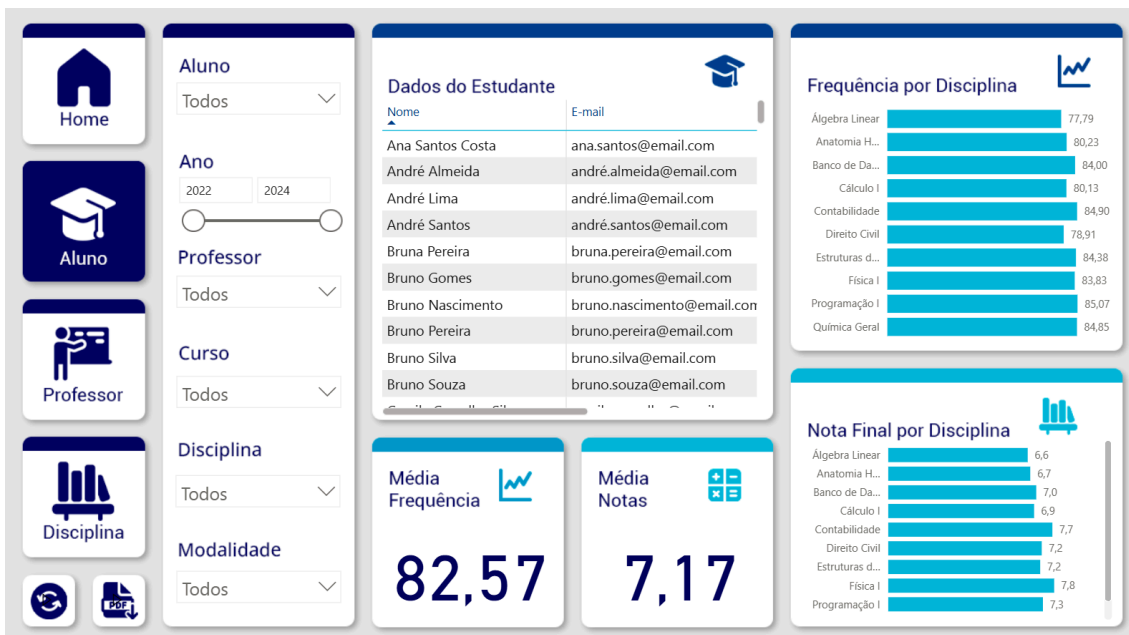 Home
Aluno
Professor
Disciplina
PDF
Aluno
Todos
Ano
2022 2024
Professor
Todos
Curso
Todos
Disciplina
Todos
Modalidade
Todos
Dados do Estudante
Nome E-mail
Ana Santos Costa ana.santos@email.com
André Almeida andré.almeida@email.com
André Lima andré.lima@email.com
André Santos andré.santos@email.com
Bruna Pereira bruna.pereira@email.com
Bruno Gomes bruno.gomes@email.com
Bruno Nascimento bruno.nascimento@email.com
Bruno Pereira bruno.pereira@email.com
Bruno Silva bruno.silva@email.com
Bruno Souza bruno.souza@email.com
Média
Frequência
82,57
Média
Notas
7,17
Frequência por Disciplina
Álgebra Linear 77,79
Anatomia H... 80,23
Banco de Da... 84,00
Cálculo I 80,13
Contabilidade 84,90
Direito Civil 78,91
Estruturas d... 84,38
Física I 83,83
Programação I 85,07
Química Geral 84,85
Nota Final por Disciplina
Álgebra Linear 6,6
Anatomia H... 6,7
Banco de Da... 7,0
Cálculo I 6,9
Contabilidade 7,7
Direito Civil 7,2
Estruturas d... 7,2
Física I 7,8
Programação I 7,3